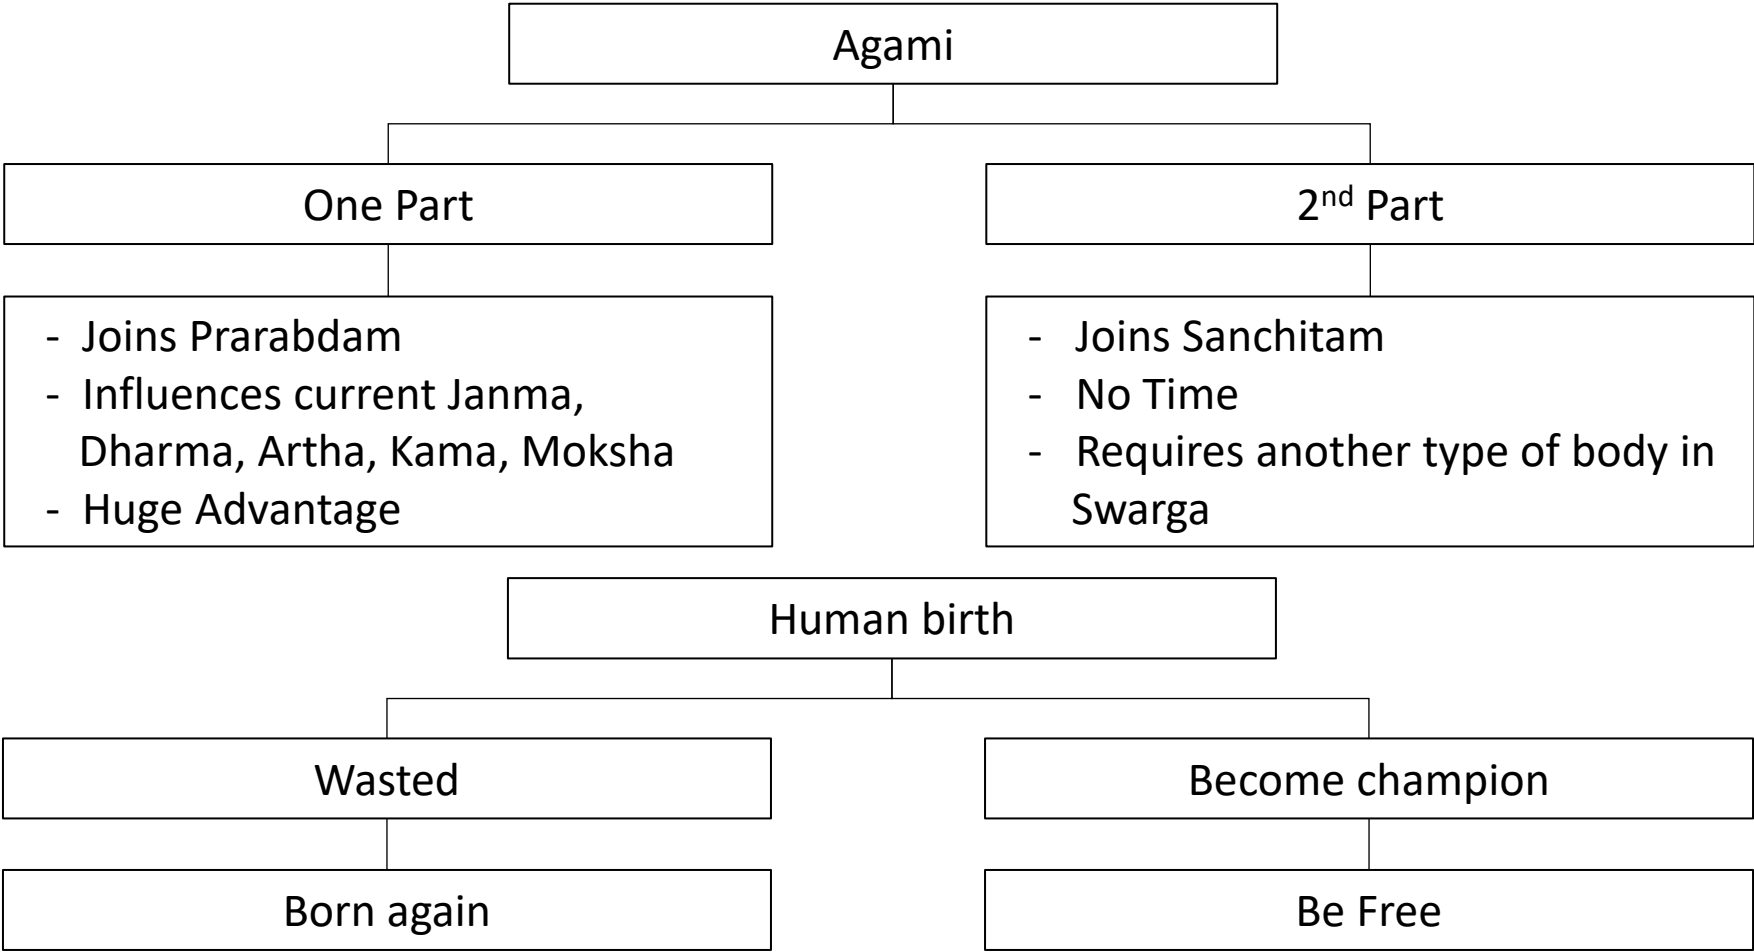 Agami
One Part
2nd Part
- Joins Prarabdam
- Influences current Janma,
Dharma, Artha, Kama, Moksha
- Huge Advantage
- Joins Sanchitam
- No Time
- Requires another type of body in
Swarga
Human birth
Wasted
Become champion
Born again
Be Free